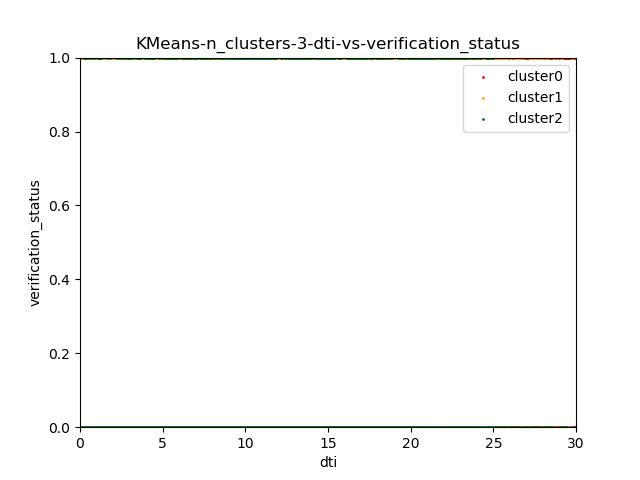 KMeans-n_clusters-3-dti-vs-verification_status
cluster0
cluster1
cluster2
verification_status
1.0
0.8
0.6
0.4
0.2
0.0
0 5 10 15 20 25 30
dti